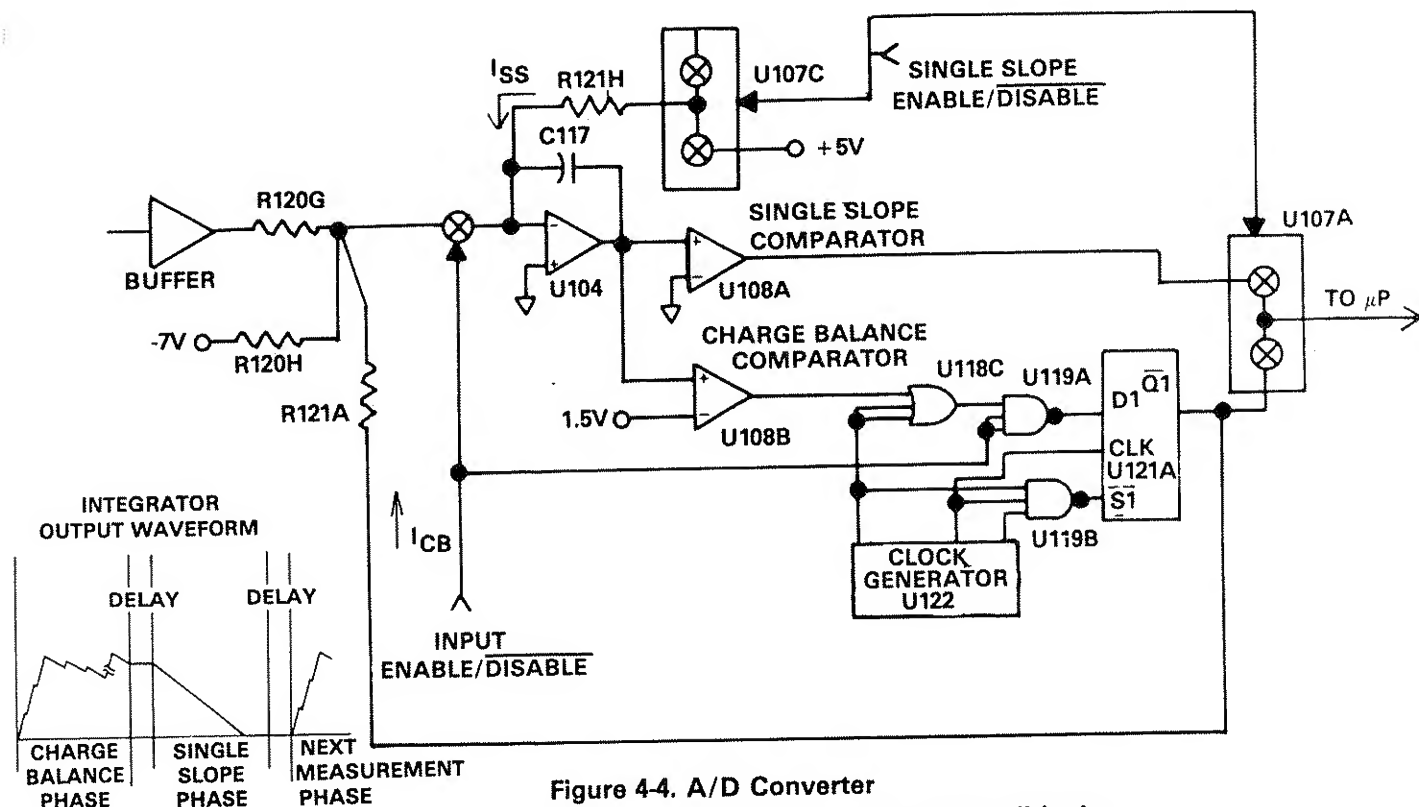 I_SS
R121H
U107C
SINGLE SLOPE
ENABLE/DISABLE
C117
+5V
R120G
BUFFER
-7V
R120H
R121A
U104
SINGLE SLOPE
COMPARATOR
U108A
U107A
TO μP
CHARGE BALANCE
COMPARATOR
1.5V
U108B
U118C
U119A
D1 Q1
CLK
U121A
S1
U119B
CLOCK
GENERATOR
U122
I_CB
INPUT
ENABLE/DISABLE
INTEGRATOR
OUTPUT WAVEFORM
DELAY
DELAY
CHARGE
BALANCE
PHASE
SINGLE
SLOPE
PHASE
NEXT
MEASUREMENT
PHASE
Figure 4-4. A/D Converter